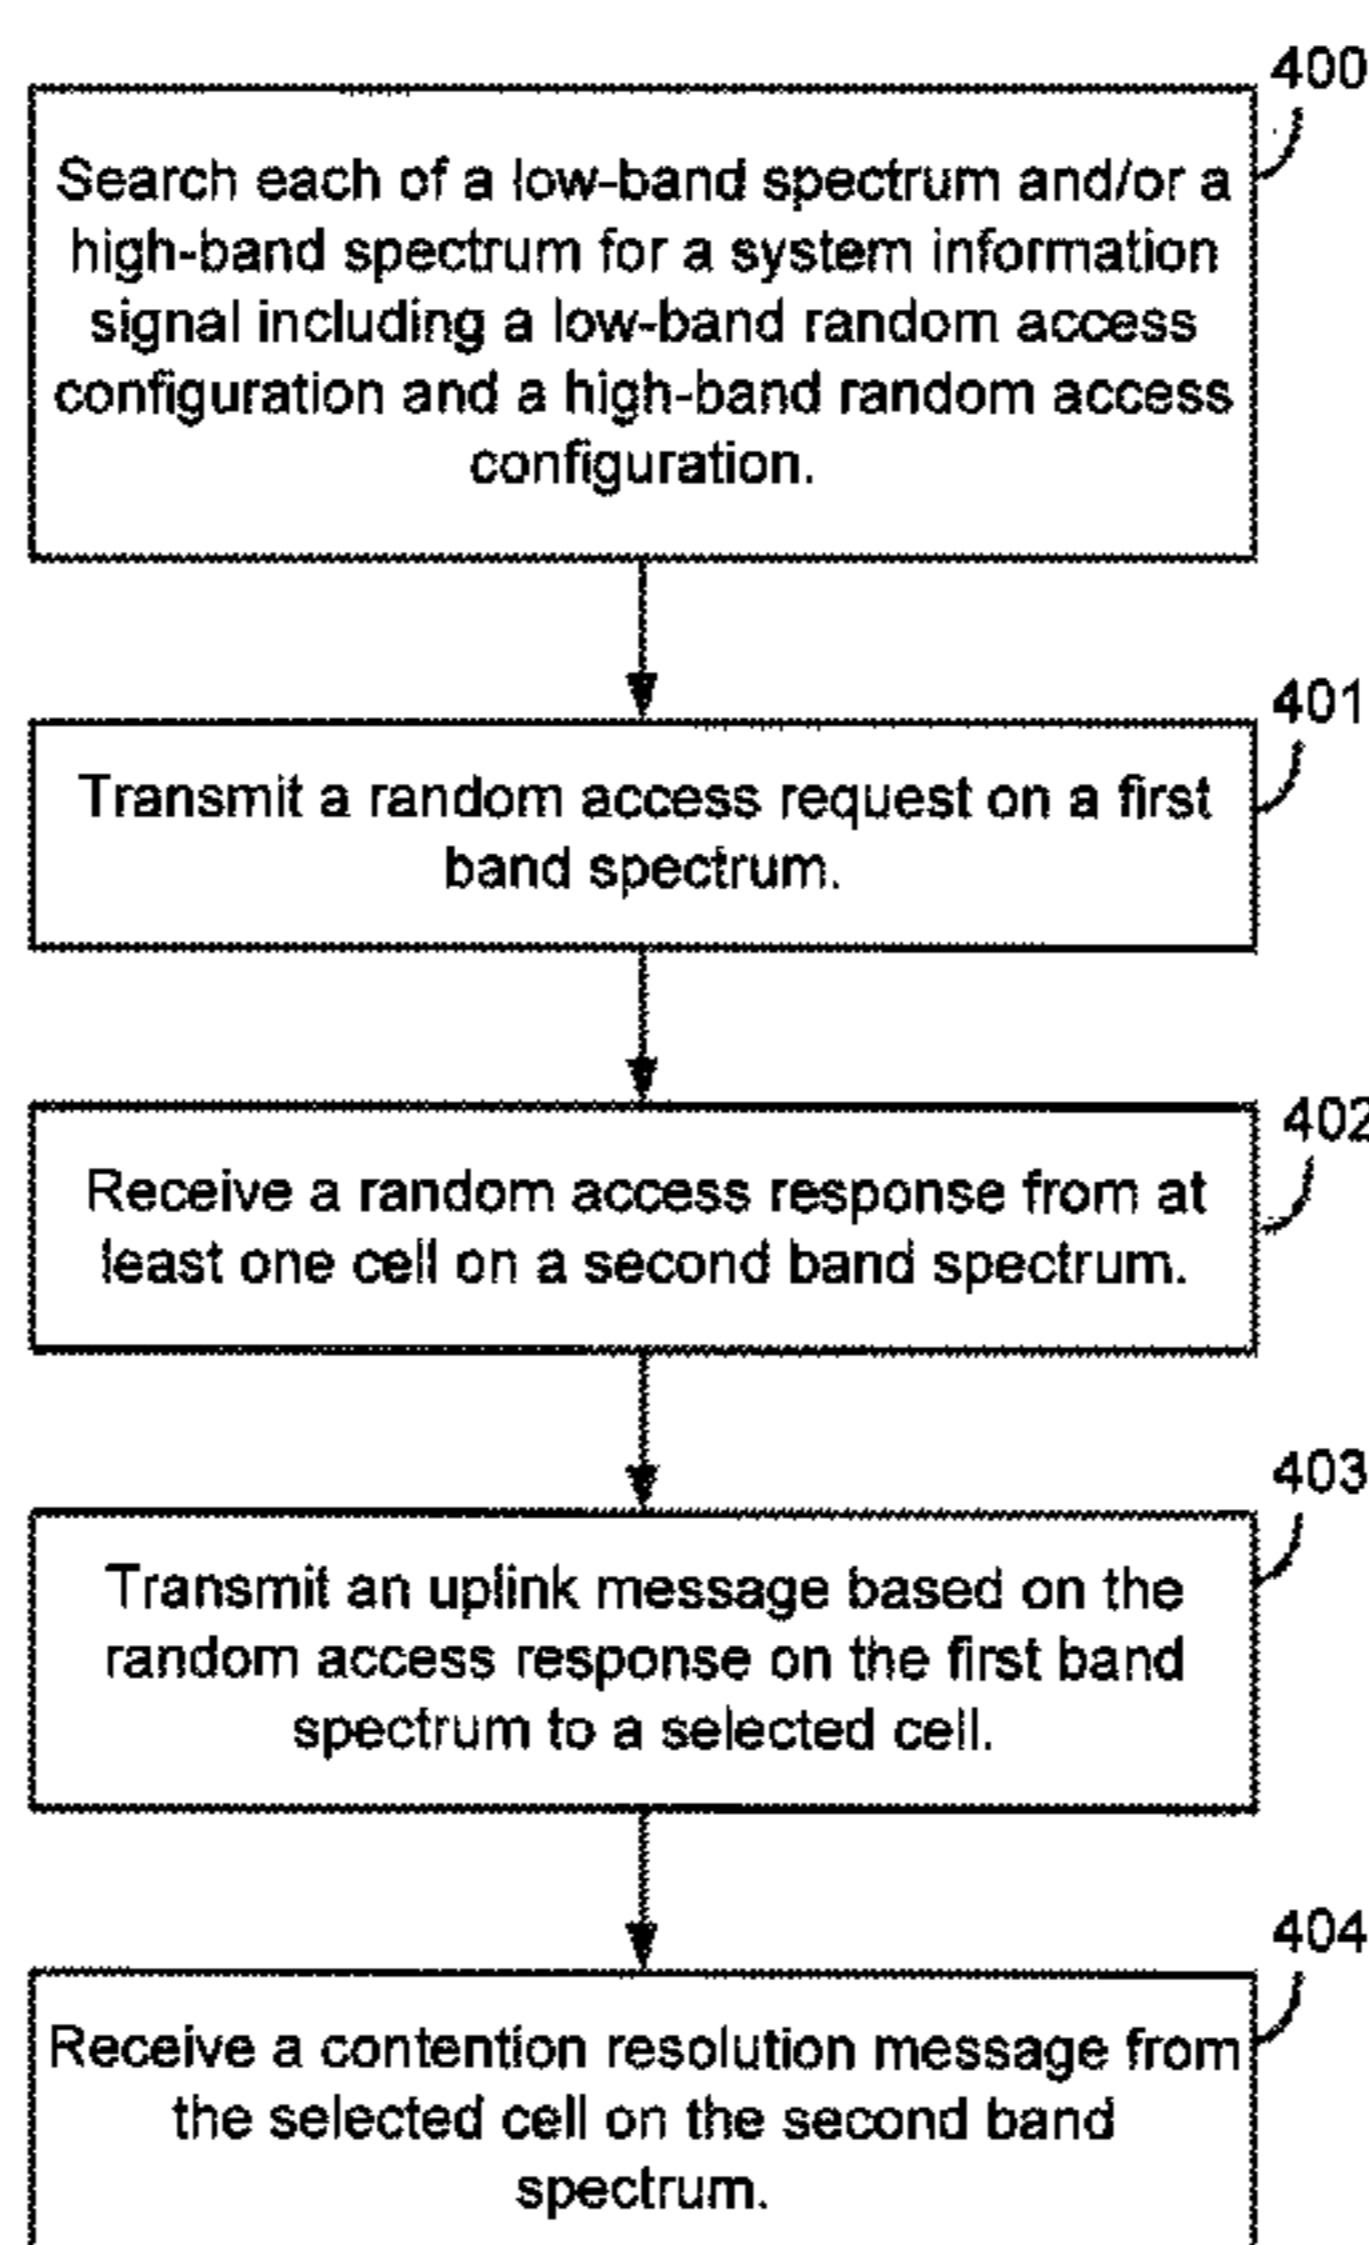 400
Search each of a low-band spectrum and/or a
high-band spectrum for a system information
signal including a low-band random access
configuration and a high-band random access
configuration.
401
Transmit a random access request on a first
band spectrum.
402
Receive a random access response from at
least one cell on a second band spectrum.
403
Transmit an uplink message based on the
random access response on the first band
spectrum to a selected cell.
404
Receive a contention resolution message from
the selected cell on the second band
spectrum.